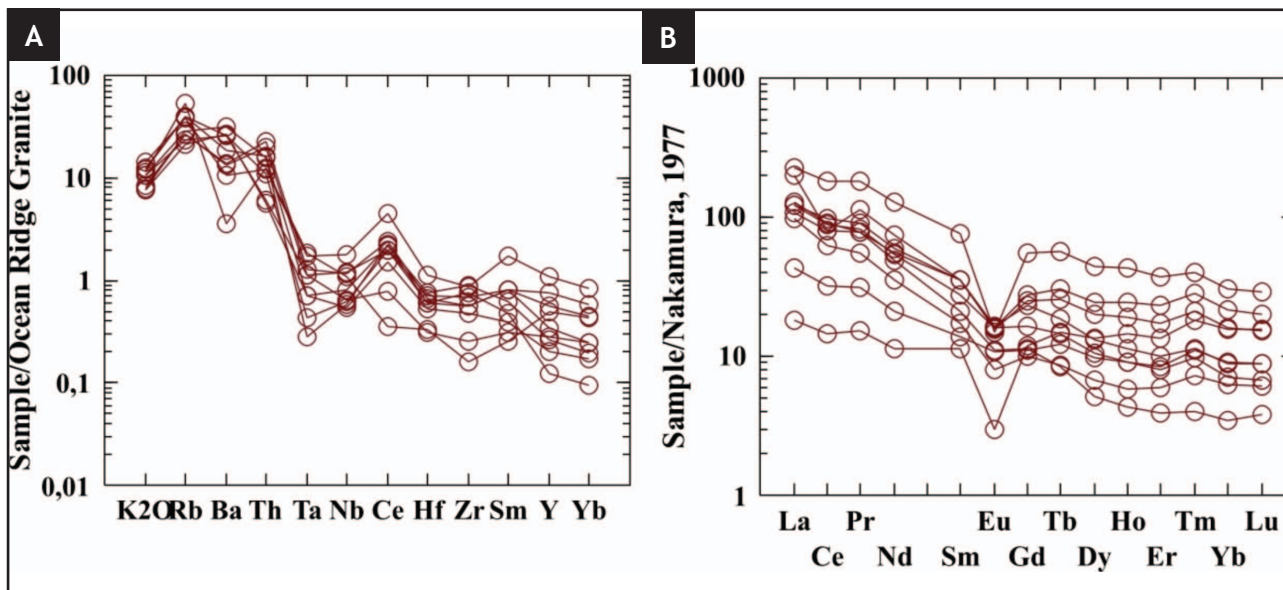 A
Sample/Ocean Ridge Granite
100
10
1
0,1
0,01
K2O Rb Ba Th Ta Nb Ce Hf Zr Sm Y Yb
B
Sample/Nakamura, 1977
1000
100
10
1
La Pr Eu Tb Ho Tm Lu
Ce Nd Sm Gd Dy Er Yb